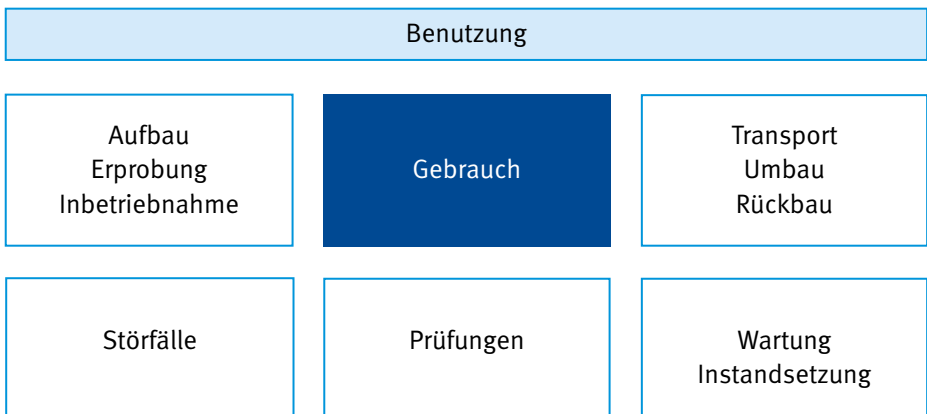 Benutzung
Aufbau
Erprobung
Inbetriebnahme
Gebrauch
Transport
Umbau
Rückbau
Störfälle
Prüfungen
Wartung
Instandsetzung